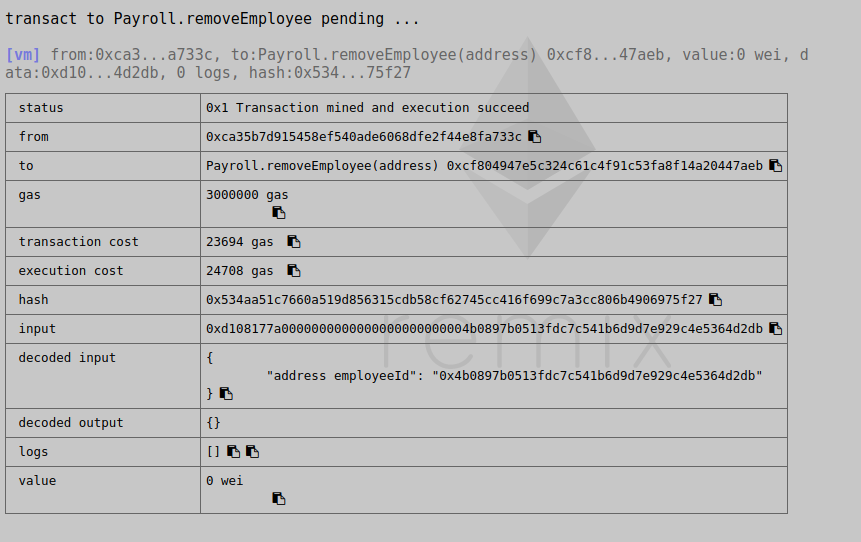 transact to Payroll.removeEmployee pending ...
[vm] from:0xca3...a733c, to:Payroll.removeEmployee(address) 0xcf8...47aeb, value:0 wei, d
ata:0xd10...4d2db, 0 logs, hash:0x534...75f27
status 0x1 Transaction mined and execution succeed
from 0xca35b7d915458ef540ade6068dfe2f44e8fa733c
to Payroll.removeEmployee(address) 0xcf804947e5c324c61c4f91c53fa8f14a20447aeb
gas 3000000 gas
transaction cost 23694 gas
execution cost 24708 gas
hash 0x534aa51c7660a519d856315cdb58cf62745cc416f699c7a3cc806b4906975f27
input 0xd108177a0000000000000000000000004b0897b0513fdc7c541b6d9d7e929c4e5364d2db
decoded input {
"address employeeId": "0x4b0897b0513fdc7c541b6d9d7e929c4e5364d2db"
}
decoded output {}
logs []
value 0 wei
remix